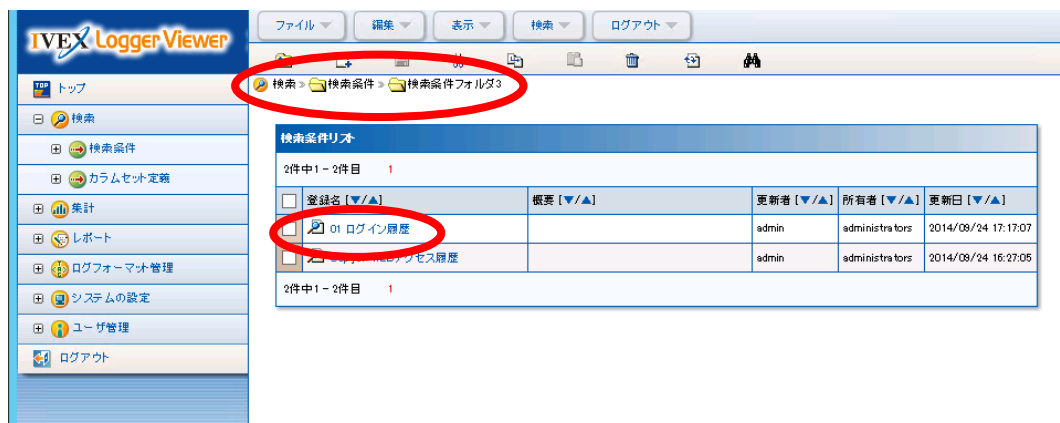 IVEX Logger Viewer
ファイル 編集 表示 検索 ログアウト
検索 » 検索条件 » 検索条件フォルダ3
TOP トップ
検索
検索条件
カラムセット定義
集計
レポート
ログフォーマット管理
システムの設定
ユーザ管理
ログアウト
検索条件リスト
2件中1 - 2件目 1
登録名 [▼/▲] 概要 [▼/▲] 更新者 [▼/▲] 所有者 [▼/▲] 更新日 [▼/▲]
01 ログイン履歴 admin administrators 2014/09/24 17:17:07
アクセス履歴 admin administrators 2014/09/24 16:27:05
2件中1 - 2件目 1